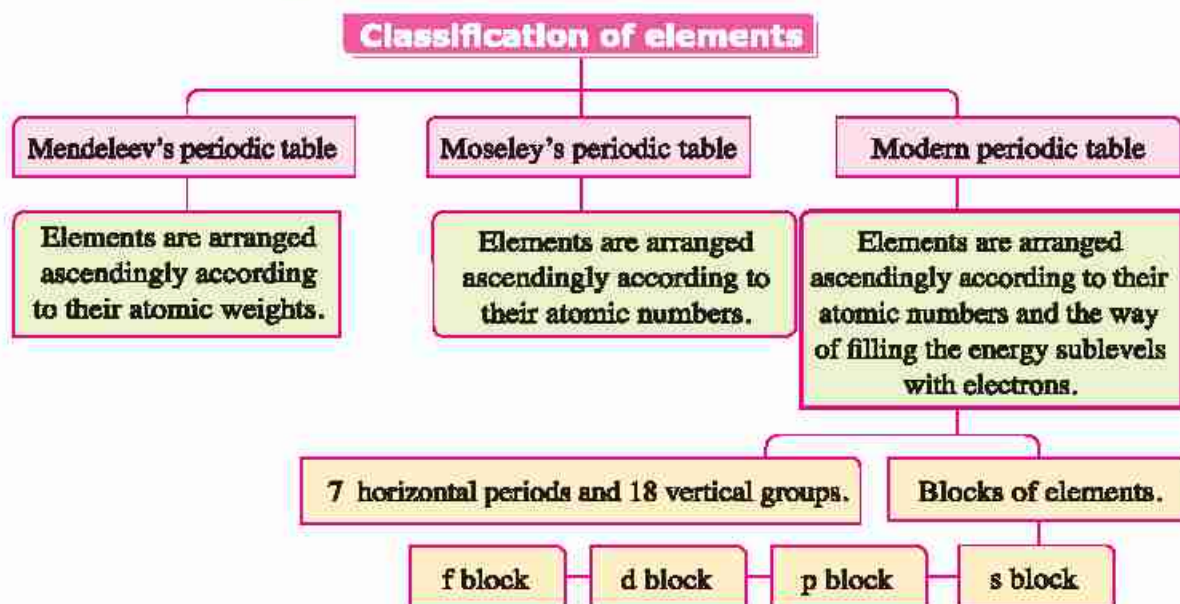 Classification of elements
Mendeleev's periodic table
Moseley's periodic table
Modern periodic table
Elements are arranged
ascendingly according
to their atomic weights.
Elements are arranged
ascendingly according to
their atomic numbers.
Elements are arranged
ascendingly according to their
atomic numbers and the way
of filling the energy sublevels
with electrons.
7 horizontal periods and 18 vertical groups.
Blocks of elements.
f block
d block
p block
s block